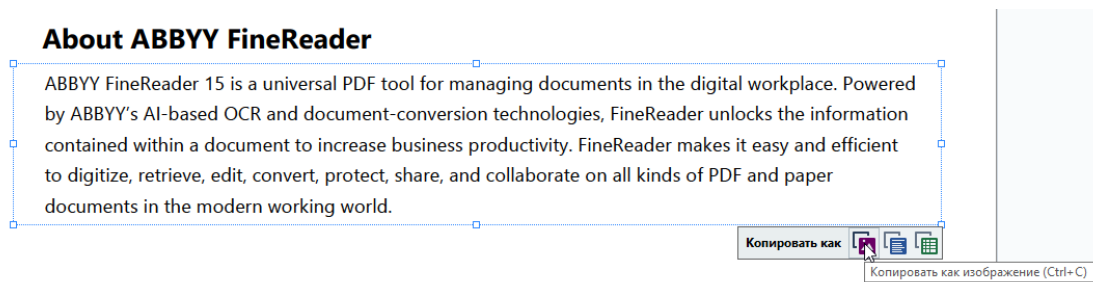 About ABBYY FineReader
ABBYY FineReader 15 is a universal PDF tool for managing documents in the digital workplace. Powered
by ABBYY’s AI-based OCR and document-conversion technologies, FineReader unlocks the information
contained within a document to increase business productivity. FineReader makes it easy and efficient
to digitize, retrieve, edit, convert, protect, share, and collaborate on all kinds of PDF and paper
documents in the modern working world.
Копировать как
Копировать как изображение (Ctrl+C)